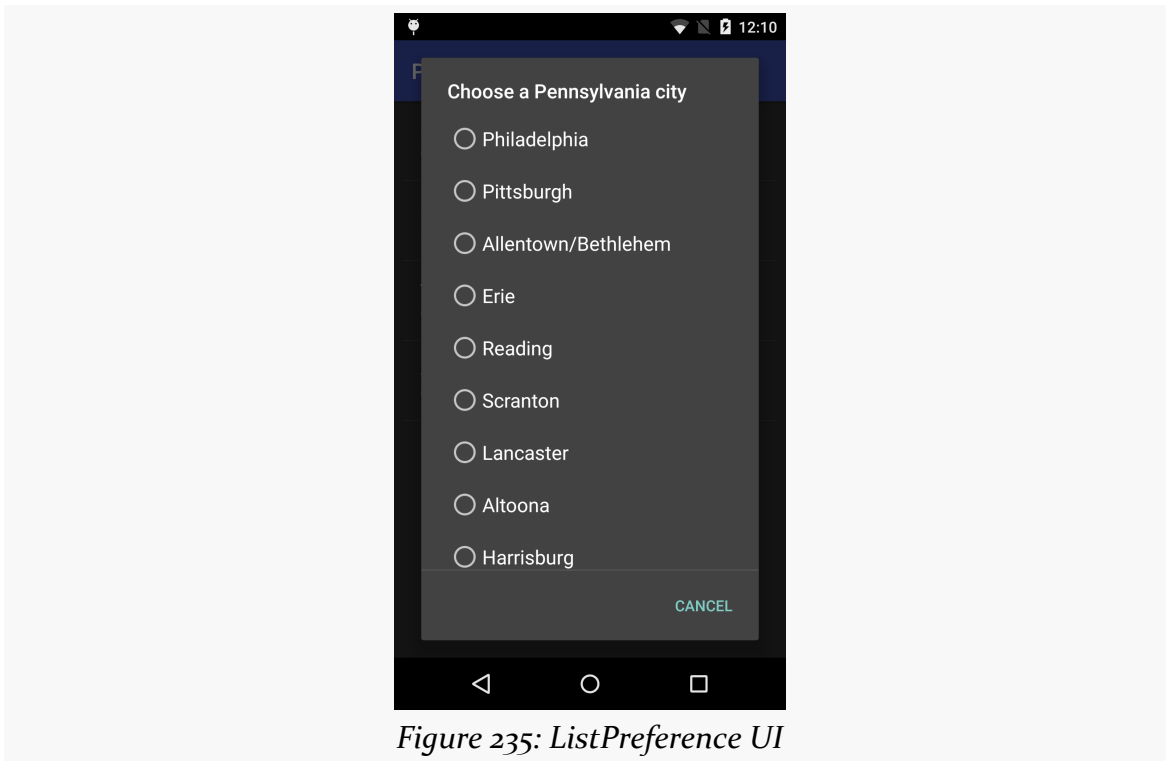 12:10
P
Choose a Pennsylvania city
Philadelphia
Pittsburgh
Allentown/Bethlehem
Erie
Reading
Scranton
Lancaster
Altoona
Harrisburg
CANCEL
Figure 235: ListPreference UI